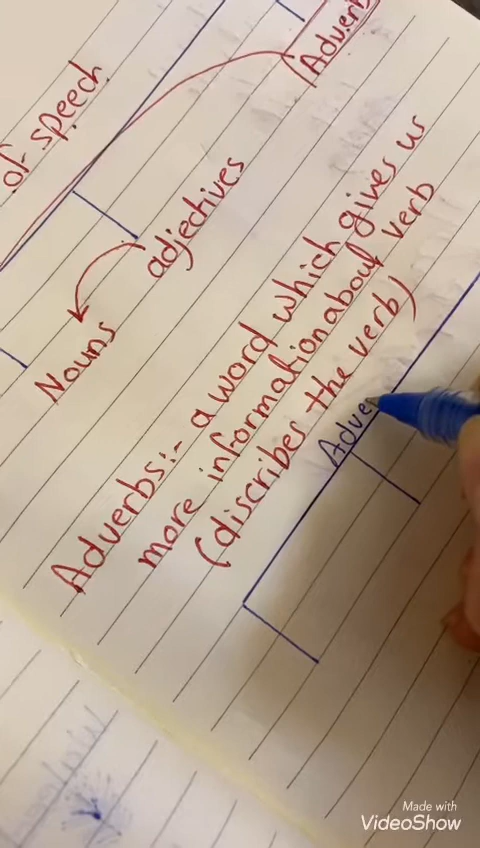 of speech
(Adverb
adjectives
Nouns
Adverbs:- a word which gives us
more information about verb
(discribes the verb)
Adve
Made with
VideoShow